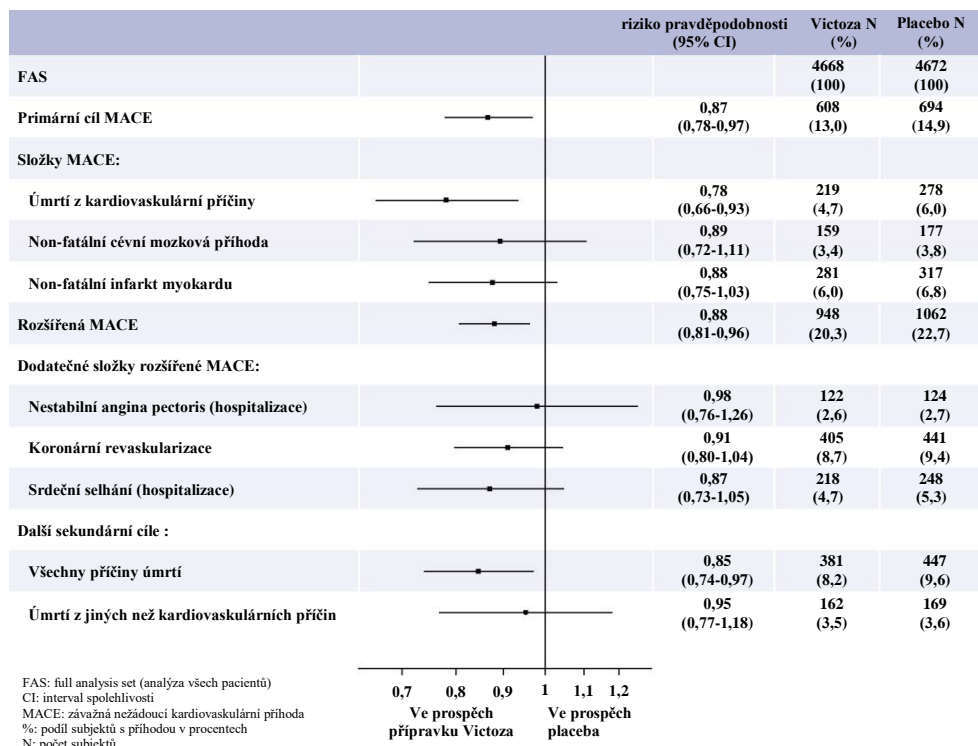 riziko pravděpodobnosti Victoza N Placebo N
(95% CI) (%) (%)
FAS 4668 4672
(100) (100)
Primární cíl MACE 0,87 608 694
(0,78-0,97) (13,0) (14,9)
Složky MACE:
Úmrtí z kardiovaskulární příčiny 0,78 219 278
(0,66-0,93) (4,7) (6,0)
Non-fatální cévní mozková příhoda 0,89 159 177
(0,72-1,11) (3,4) (3,8)
Non-fatální infarkt myokardu 0,88 281 317
(0,75-1,03) (6,0) (6,8)
Rozšířená MACE 0,88 948 1062
(0,81-0,96) (20,3) (22,7)
Dodatečné složky rozšířené MACE:
Nestabilní angina pectoris (hospitalizace) 0,98 122 124
(0,76-1,26) (2,6) (2,7)
Koronární revaskularizace 0,91 405 441
(0,80-1,04) (8,7) (9,4)
Srdeční selhání (hospitalizace) 0,87 218 248
(0,73-1,05) (4,7) (5,3)
Další sekundární cíle :
Všechny příčiny úmrtí 0,85 381 447
(0,74-0,97) (8,2) (9,6)
Úmrtí z jiných než kardiovaskulárních příčin 0,95 162 169
(0,77-1,18) (3,5) (3,6)
0,7 0,8 0,9 1 1,1 1,2
Ve prospěch Ve prospěch
přípravku Victoza placeba
FAS: full analysis set (analýza všech pacientů)
CI: interval spolehlivosti
MACE: závažná nežádoucí kardiovaskulární příhoda
%: podíl subjektů s příhodou v procentech
N: počet subjektů